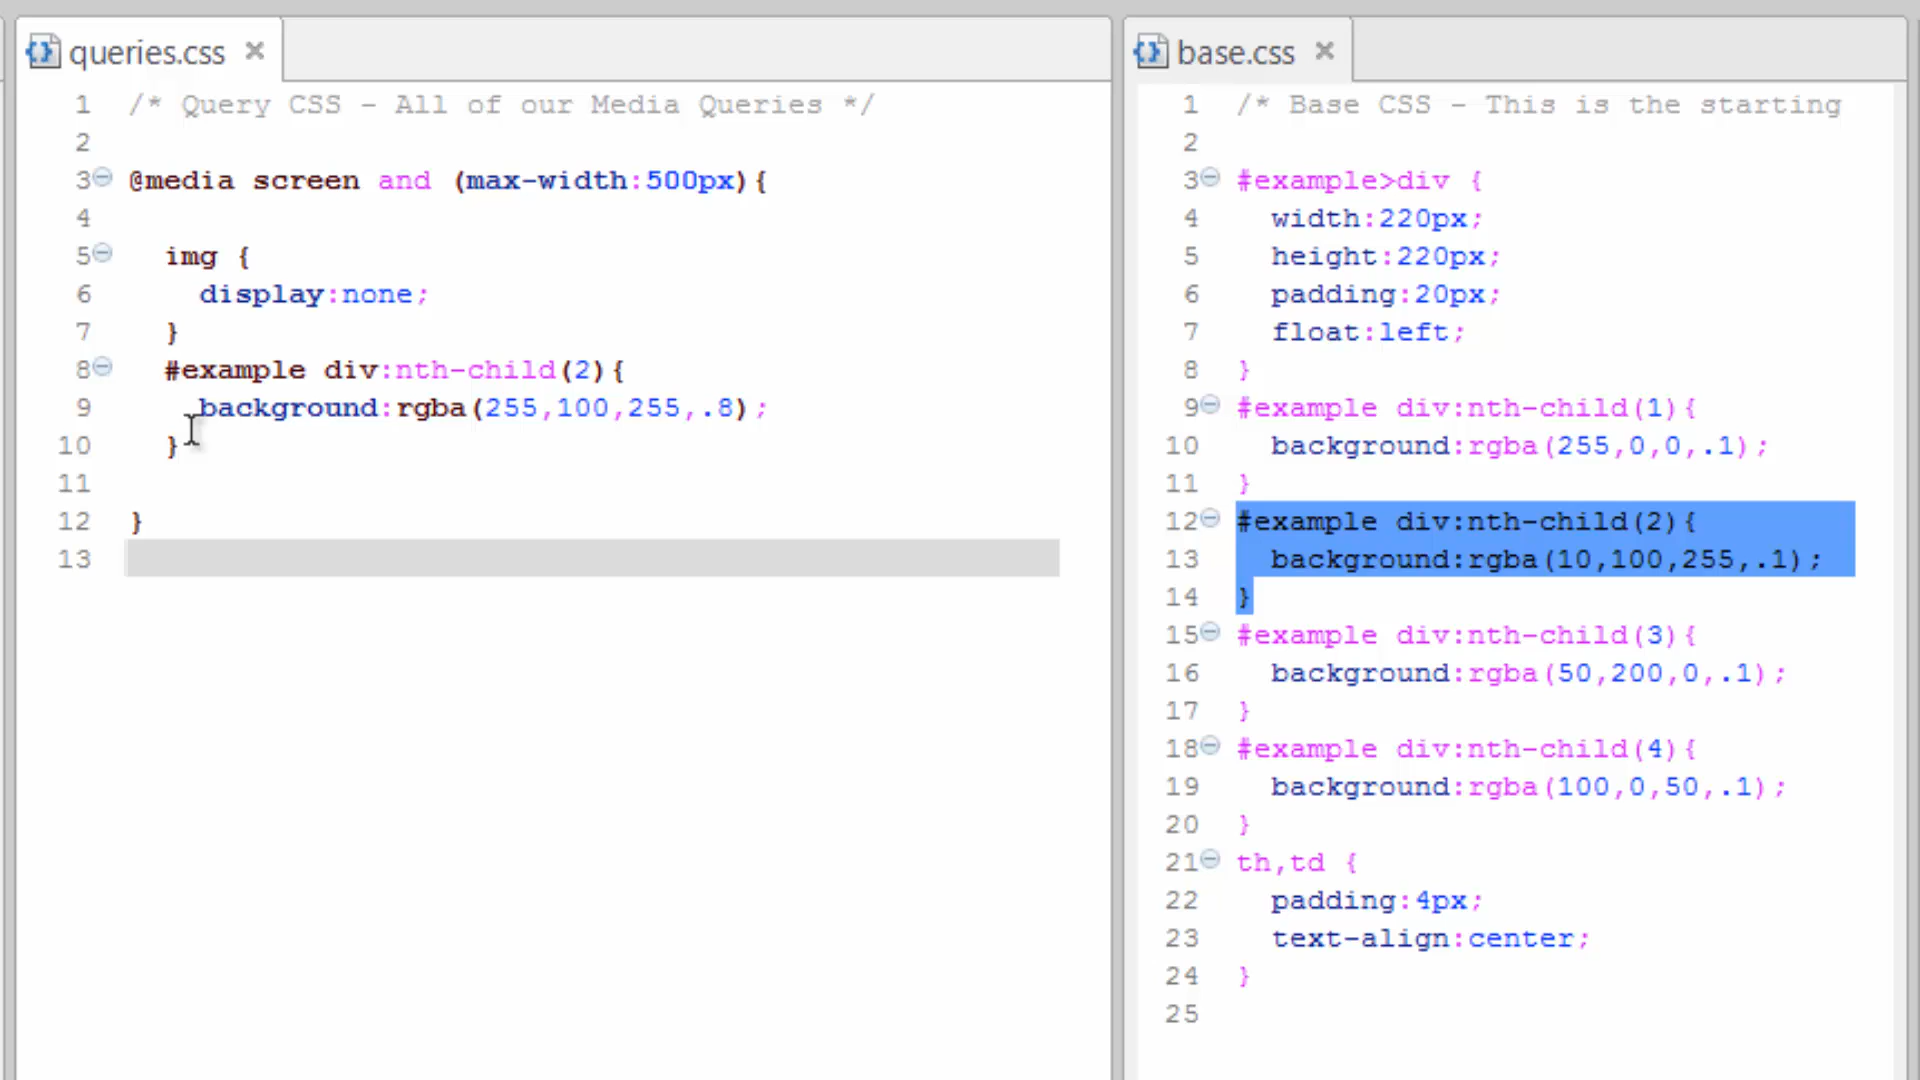 queries.css
1 /* Query CSS - All of our Media Queries */
2
3 @media screen and (max-width:500px){
4
5 img {
6 display:none;
7 }
8 #example div:nth-child(2){
9 background:rgba(255,100,255,.8);
10 }
11
12 }
13
base.css
1 /* Base CSS - This is the starting
2
3 #example>div {
4 width:220px;
5 height:220px;
6 padding:20px;
7 float:left;
8 }
9 #example div:nth-child(1){
10 background:rgba(255,0,0,.1);
11 }
12 #example div:nth-child(2){
13 background:rgba(10,100,255,.1);
14 }
15 #example div:nth-child(3){
16 background:rgba(50,200,0,.1);
17 }
18 #example div:nth-child(4){
19 background:rgba(100,0,50,.1);
20 }
21 th,td {
22 padding:4px;
23 text-align:center;
24 }
25